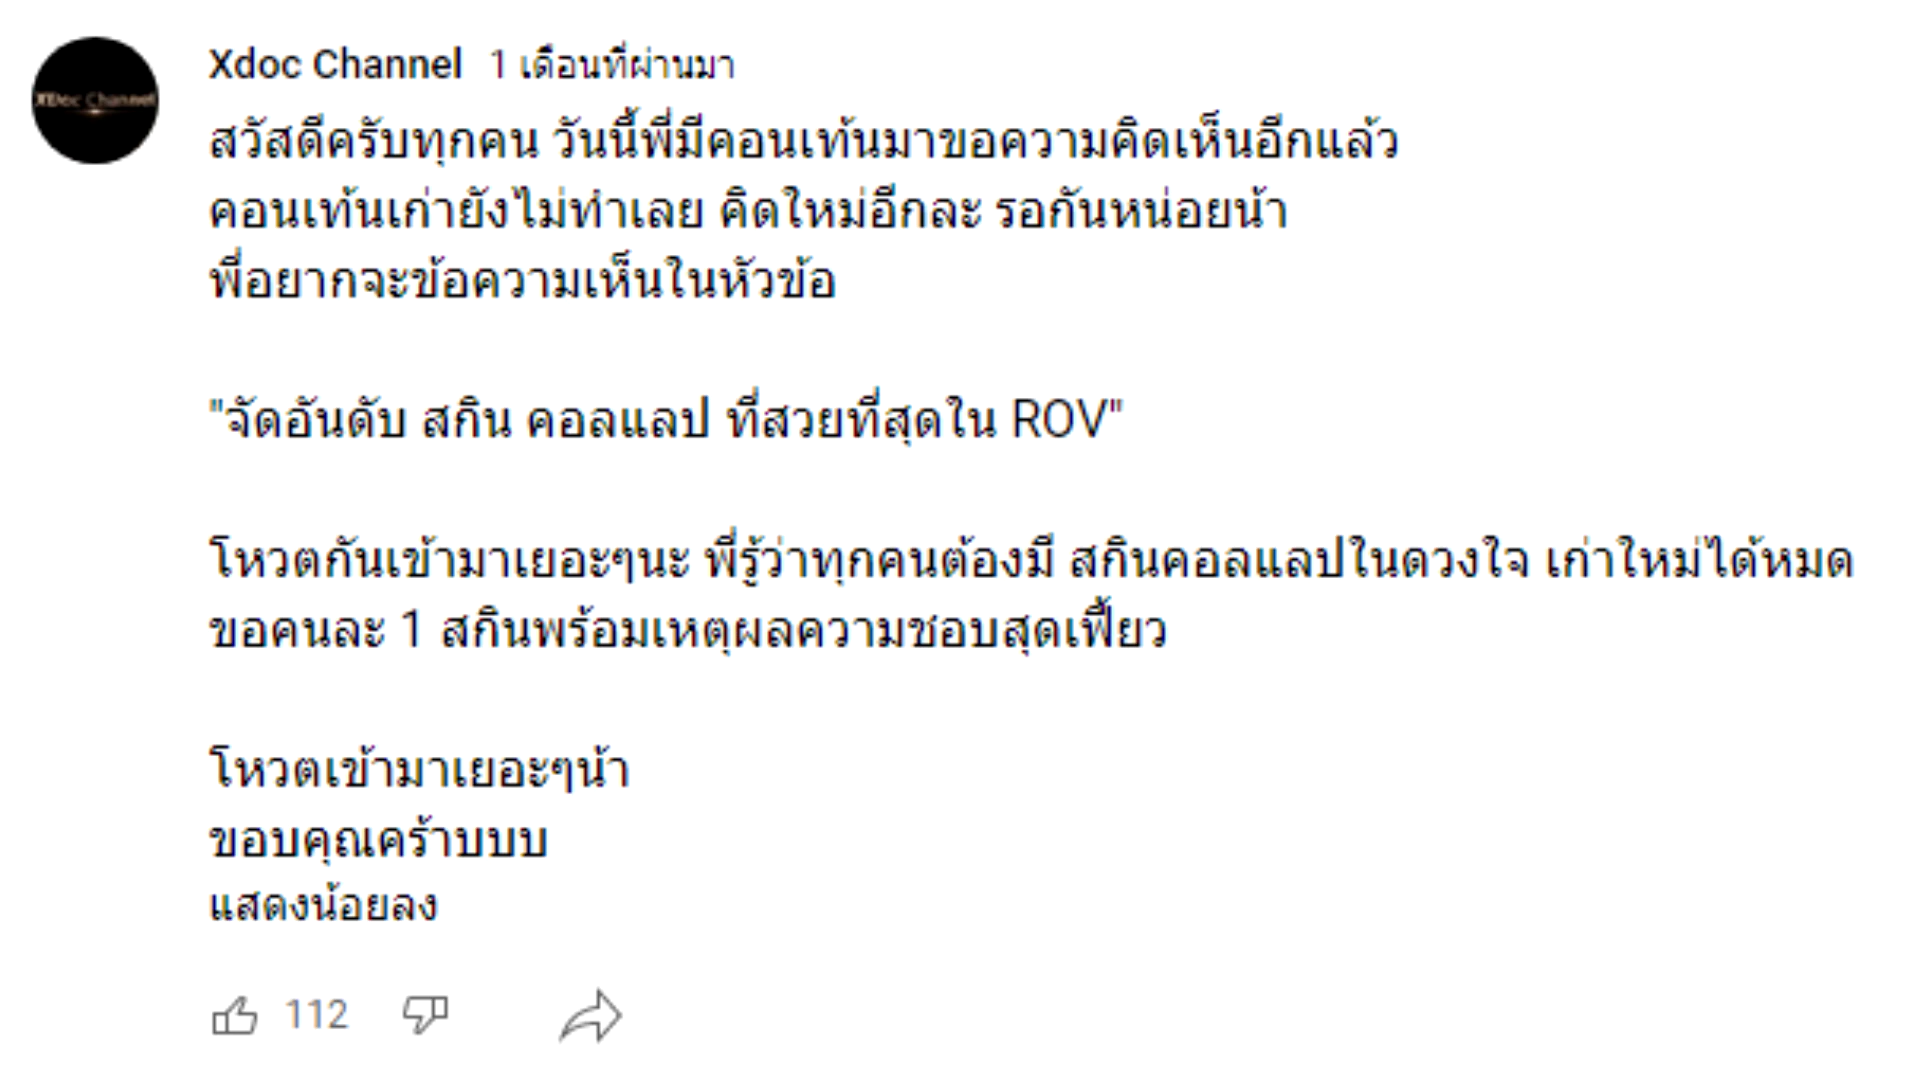 XDoc Channel
Xdoc Channel 1 เดือนที่ผ่านมา
สวัสดีครับทุกคน วันนี้พี่มีคอนเท้นมาขอความคิดเห็นอีกแล้ว
คอนเท้นเก่ายังไม่ทำเลย คิดใหม่อีกละ รอกันหน่อยน้า
พี่อยากจะข้อความเห็นในหัวข้อ
"จัดอันดับ สกิน คอลแลป ที่สวยที่สุดใน ROV"
โหวตกันเข้ามาเยอะๆนะ พี่รู้ว่าทุกคนต้องมี สกินคอลแลปในดวงใจ เก่าใหม่ได้หมด
ขอคนละ 1 สกินพร้อมเหตุผลความชอบสุดเฟี้ยว
โหวตเข้ามาเยอะๆน้า
ขอบคุณคร้าบบบ
แสดงน้อยลง
112